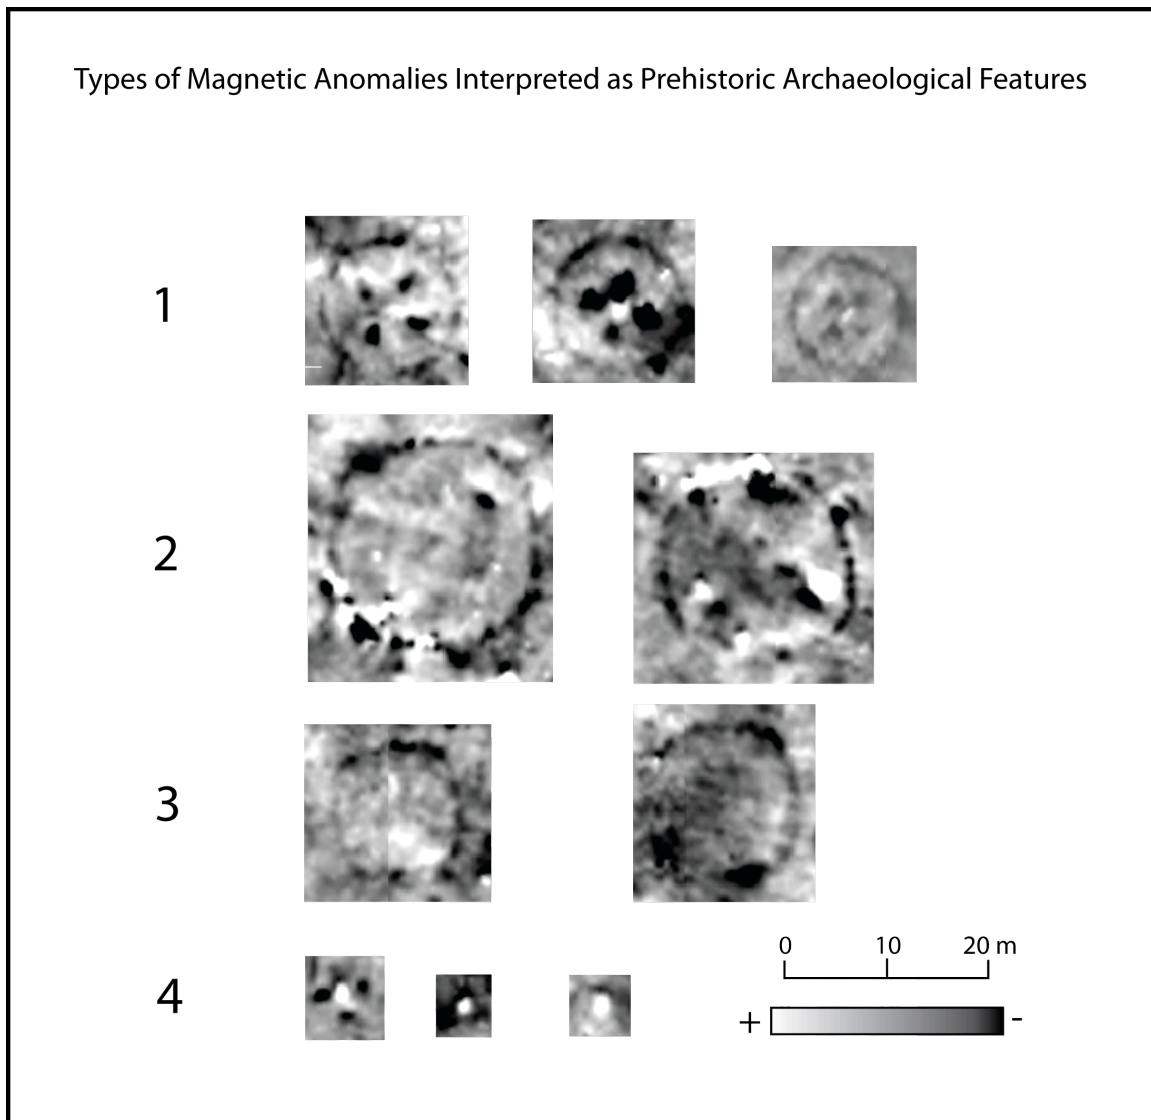 Types of Magnetic Anomalies Interpreted as Prehistoric Archaeological Features
1
2
3
4
0 10 20 m
+ -